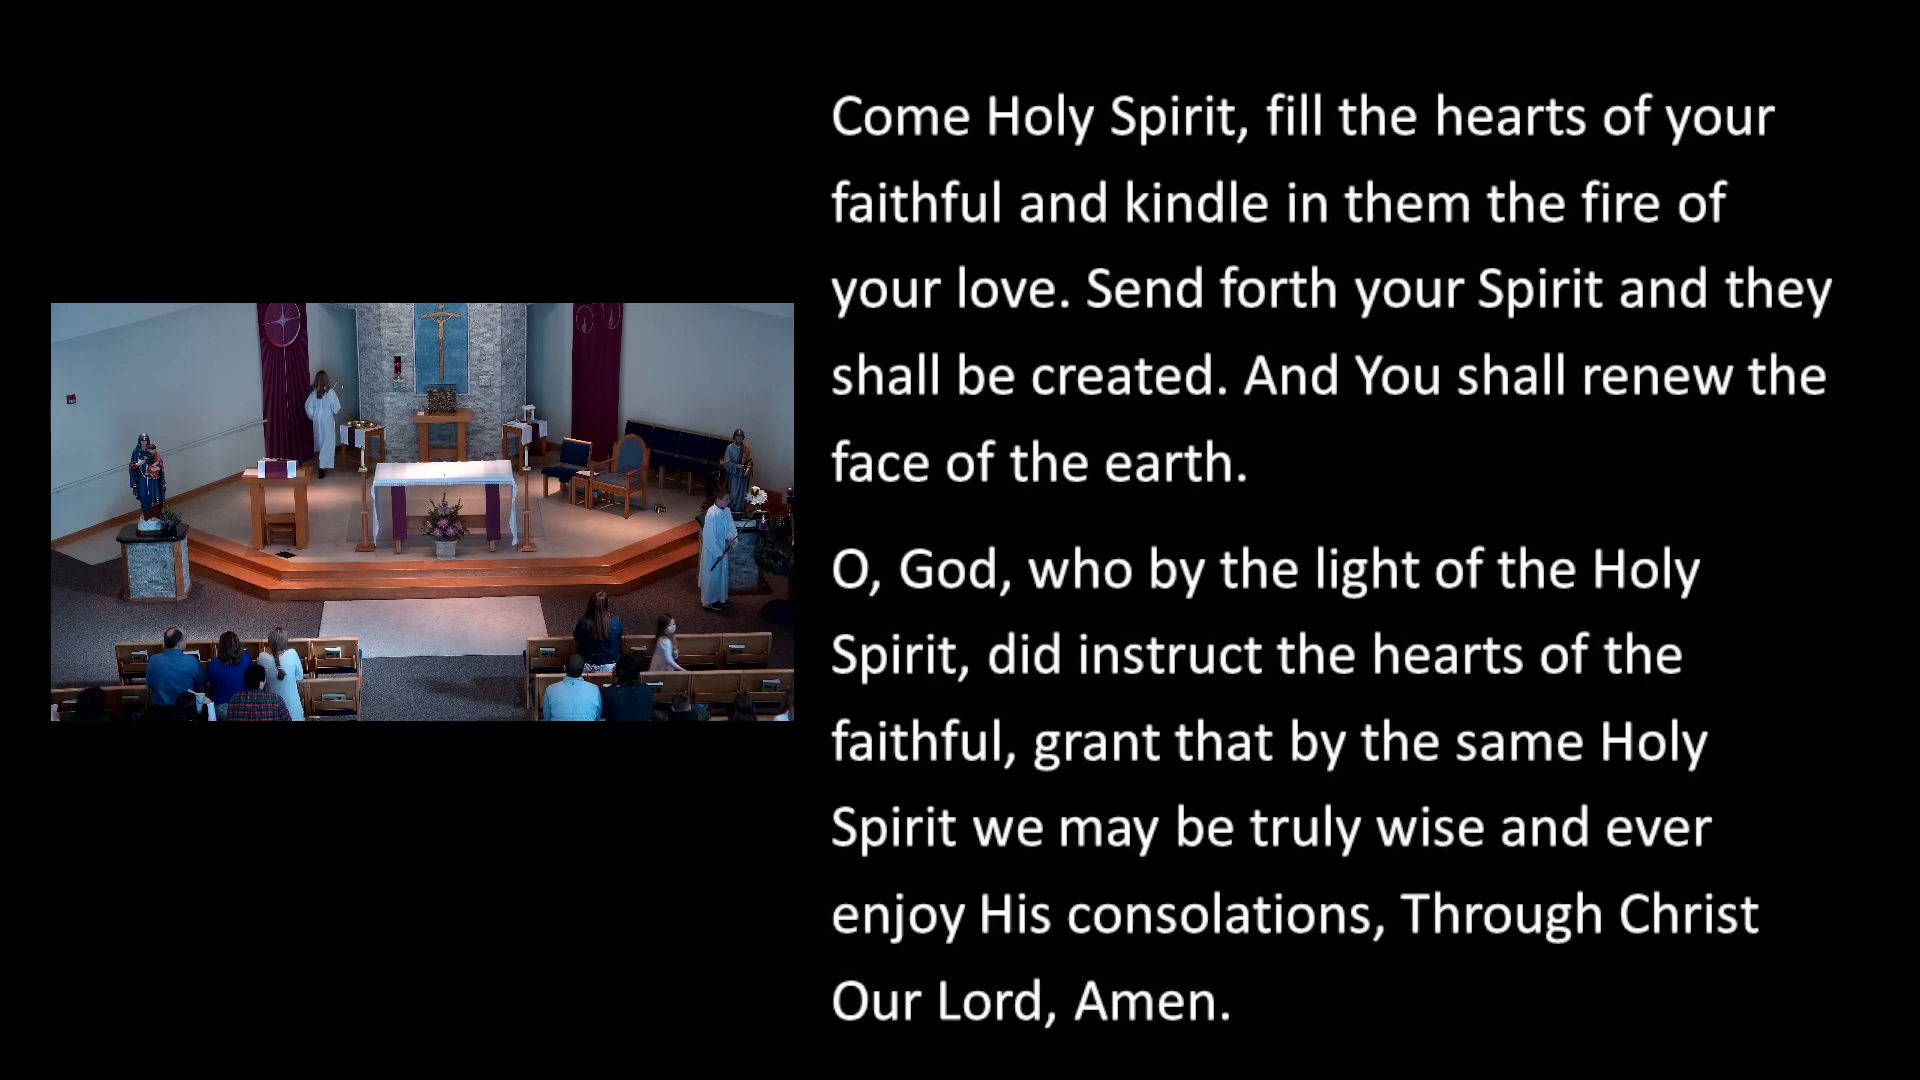 Come Holy Spirit, fill the hearts of your
faithful and kindle in them the fire of
your love. Send forth your Spirit and they
shall be created. And You shall renew the
face of the earth.
O, God, who by the light of the Holy
Spirit, did instruct the hearts of the
faithful, grant that by the same Holy
Spirit we may be truly wise and ever
enjoy His consolations, Through Christ
Our Lord, Amen.